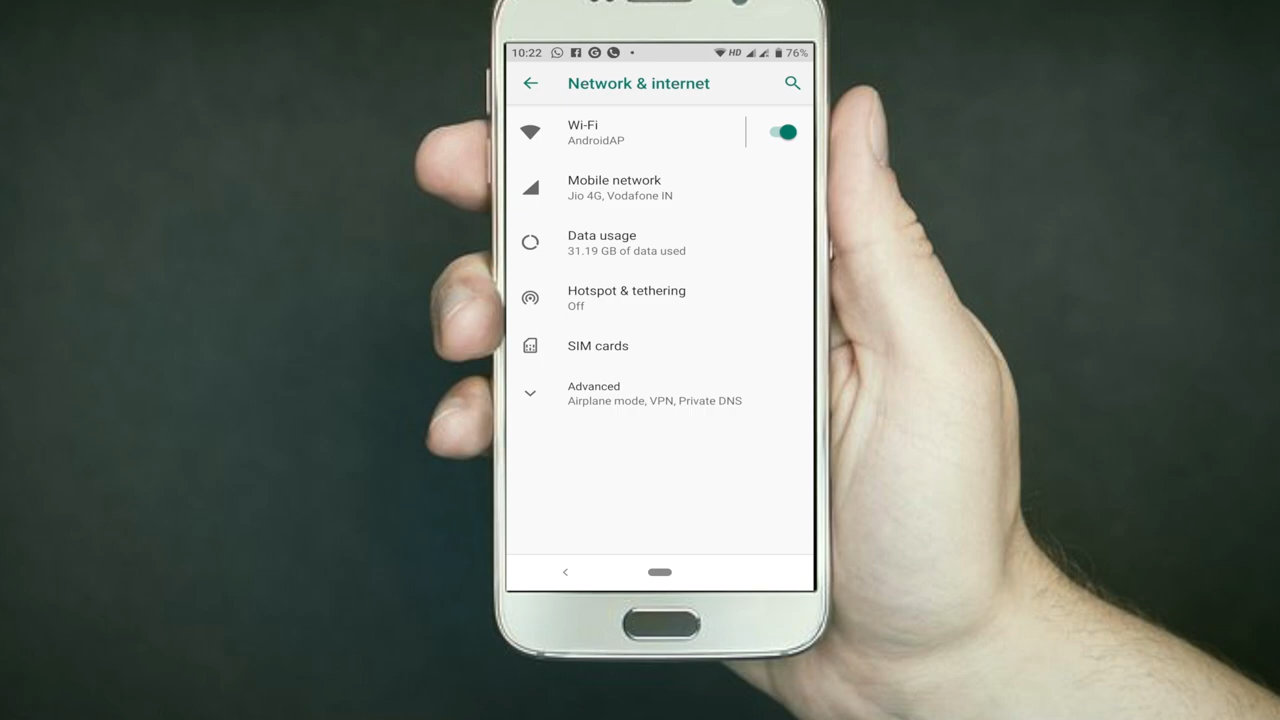 10:22 HD 76%
Network & internet
Wi-Fi
AndroidAP
Mobile network
Jio 4G, Vodafone IN
Data usage
31.19 GB of data used
Hotspot & tethering
Off
SIM cards
Advanced
Airplane mode, VPN, Private DNS